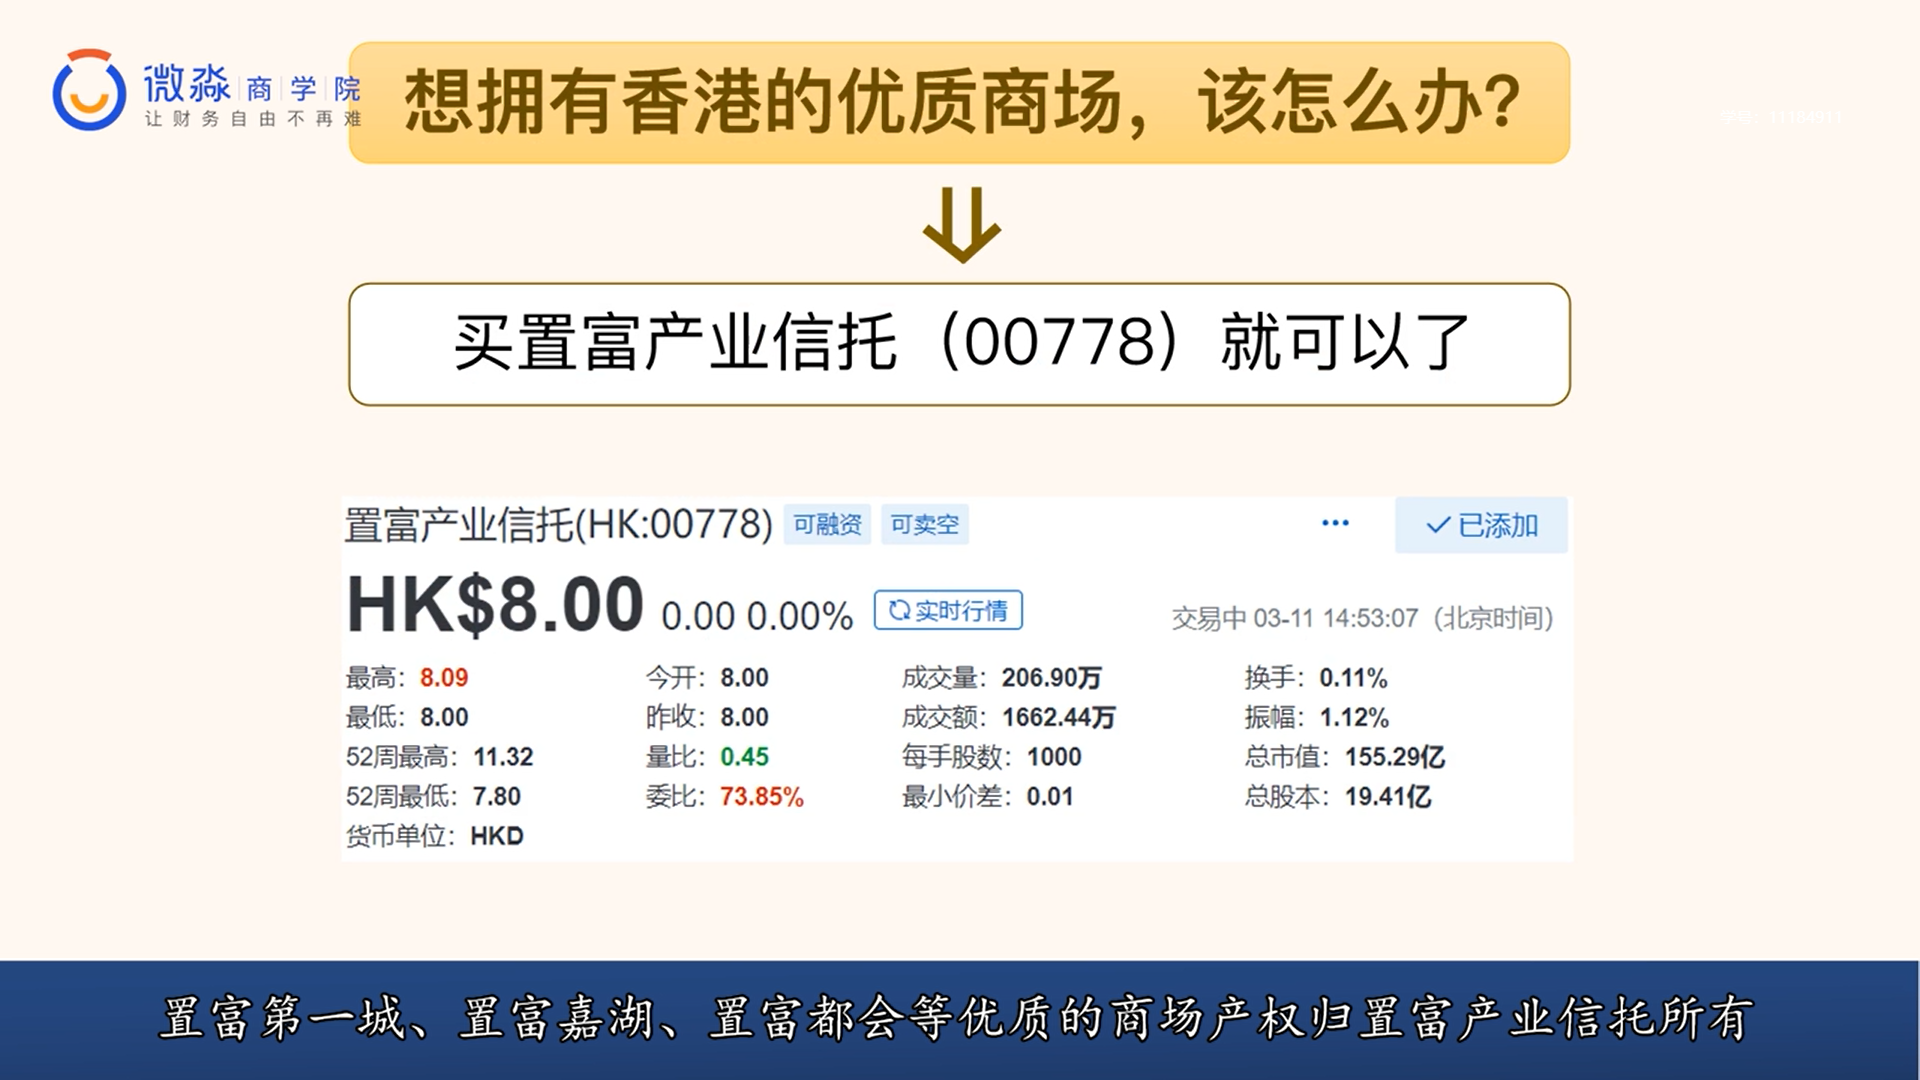 微淼 商 学 院
让财务自由不再难
想拥有香港的优质商场，该怎么办？
买置富产业信托（00778）就可以了
置富产业信托(HK:00778) 可融资 可卖空 ··· ✓ 已添加
HK$8.00 0.00 0.00% 实时行情 交易中 03-11 14:53:07（北京时间）
最高：8.09 今开：8.00 成交量：206.90万 换手：0.11%
最低：8.00 昨收：8.00 成交额：1662.44万 振幅：1.12%
52周最高：11.32 量比：0.45 每手股数：1000 总市值：155.29亿
52周最低：7.80 委比：73.85% 最小价差：0.01 总股本：19.41亿
货币单位：HKD
置富第一城、置富嘉湖、置富都会等优质的商场产权归置富产业信托所有